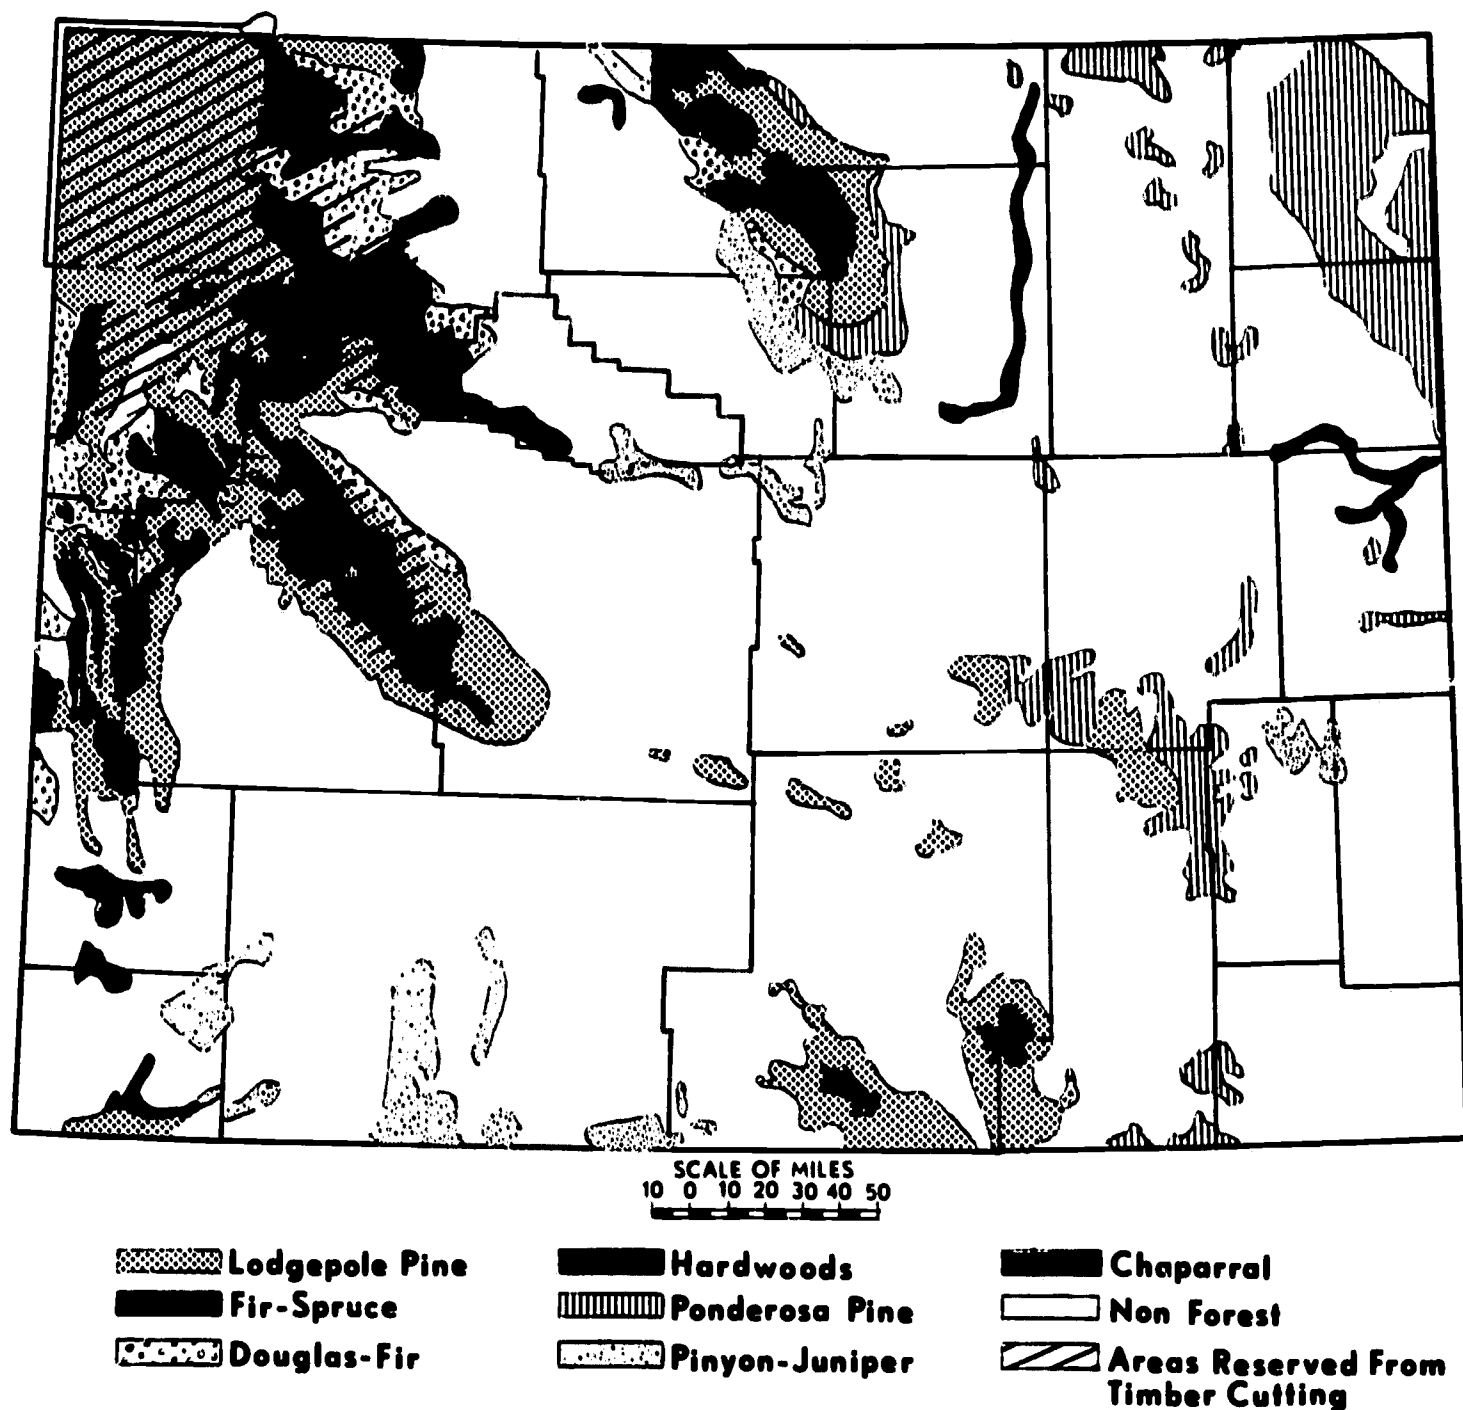 SCALE OF MILES
10 0 10 20 30 40 50
Lodgepole Pine
Hardwoods
Chaparral
Fir-Spruce
Ponderosa Pine
Non Forest
Douglas-Fir
Pinyon-Juniper
Areas Reserved From
Timber Cutting